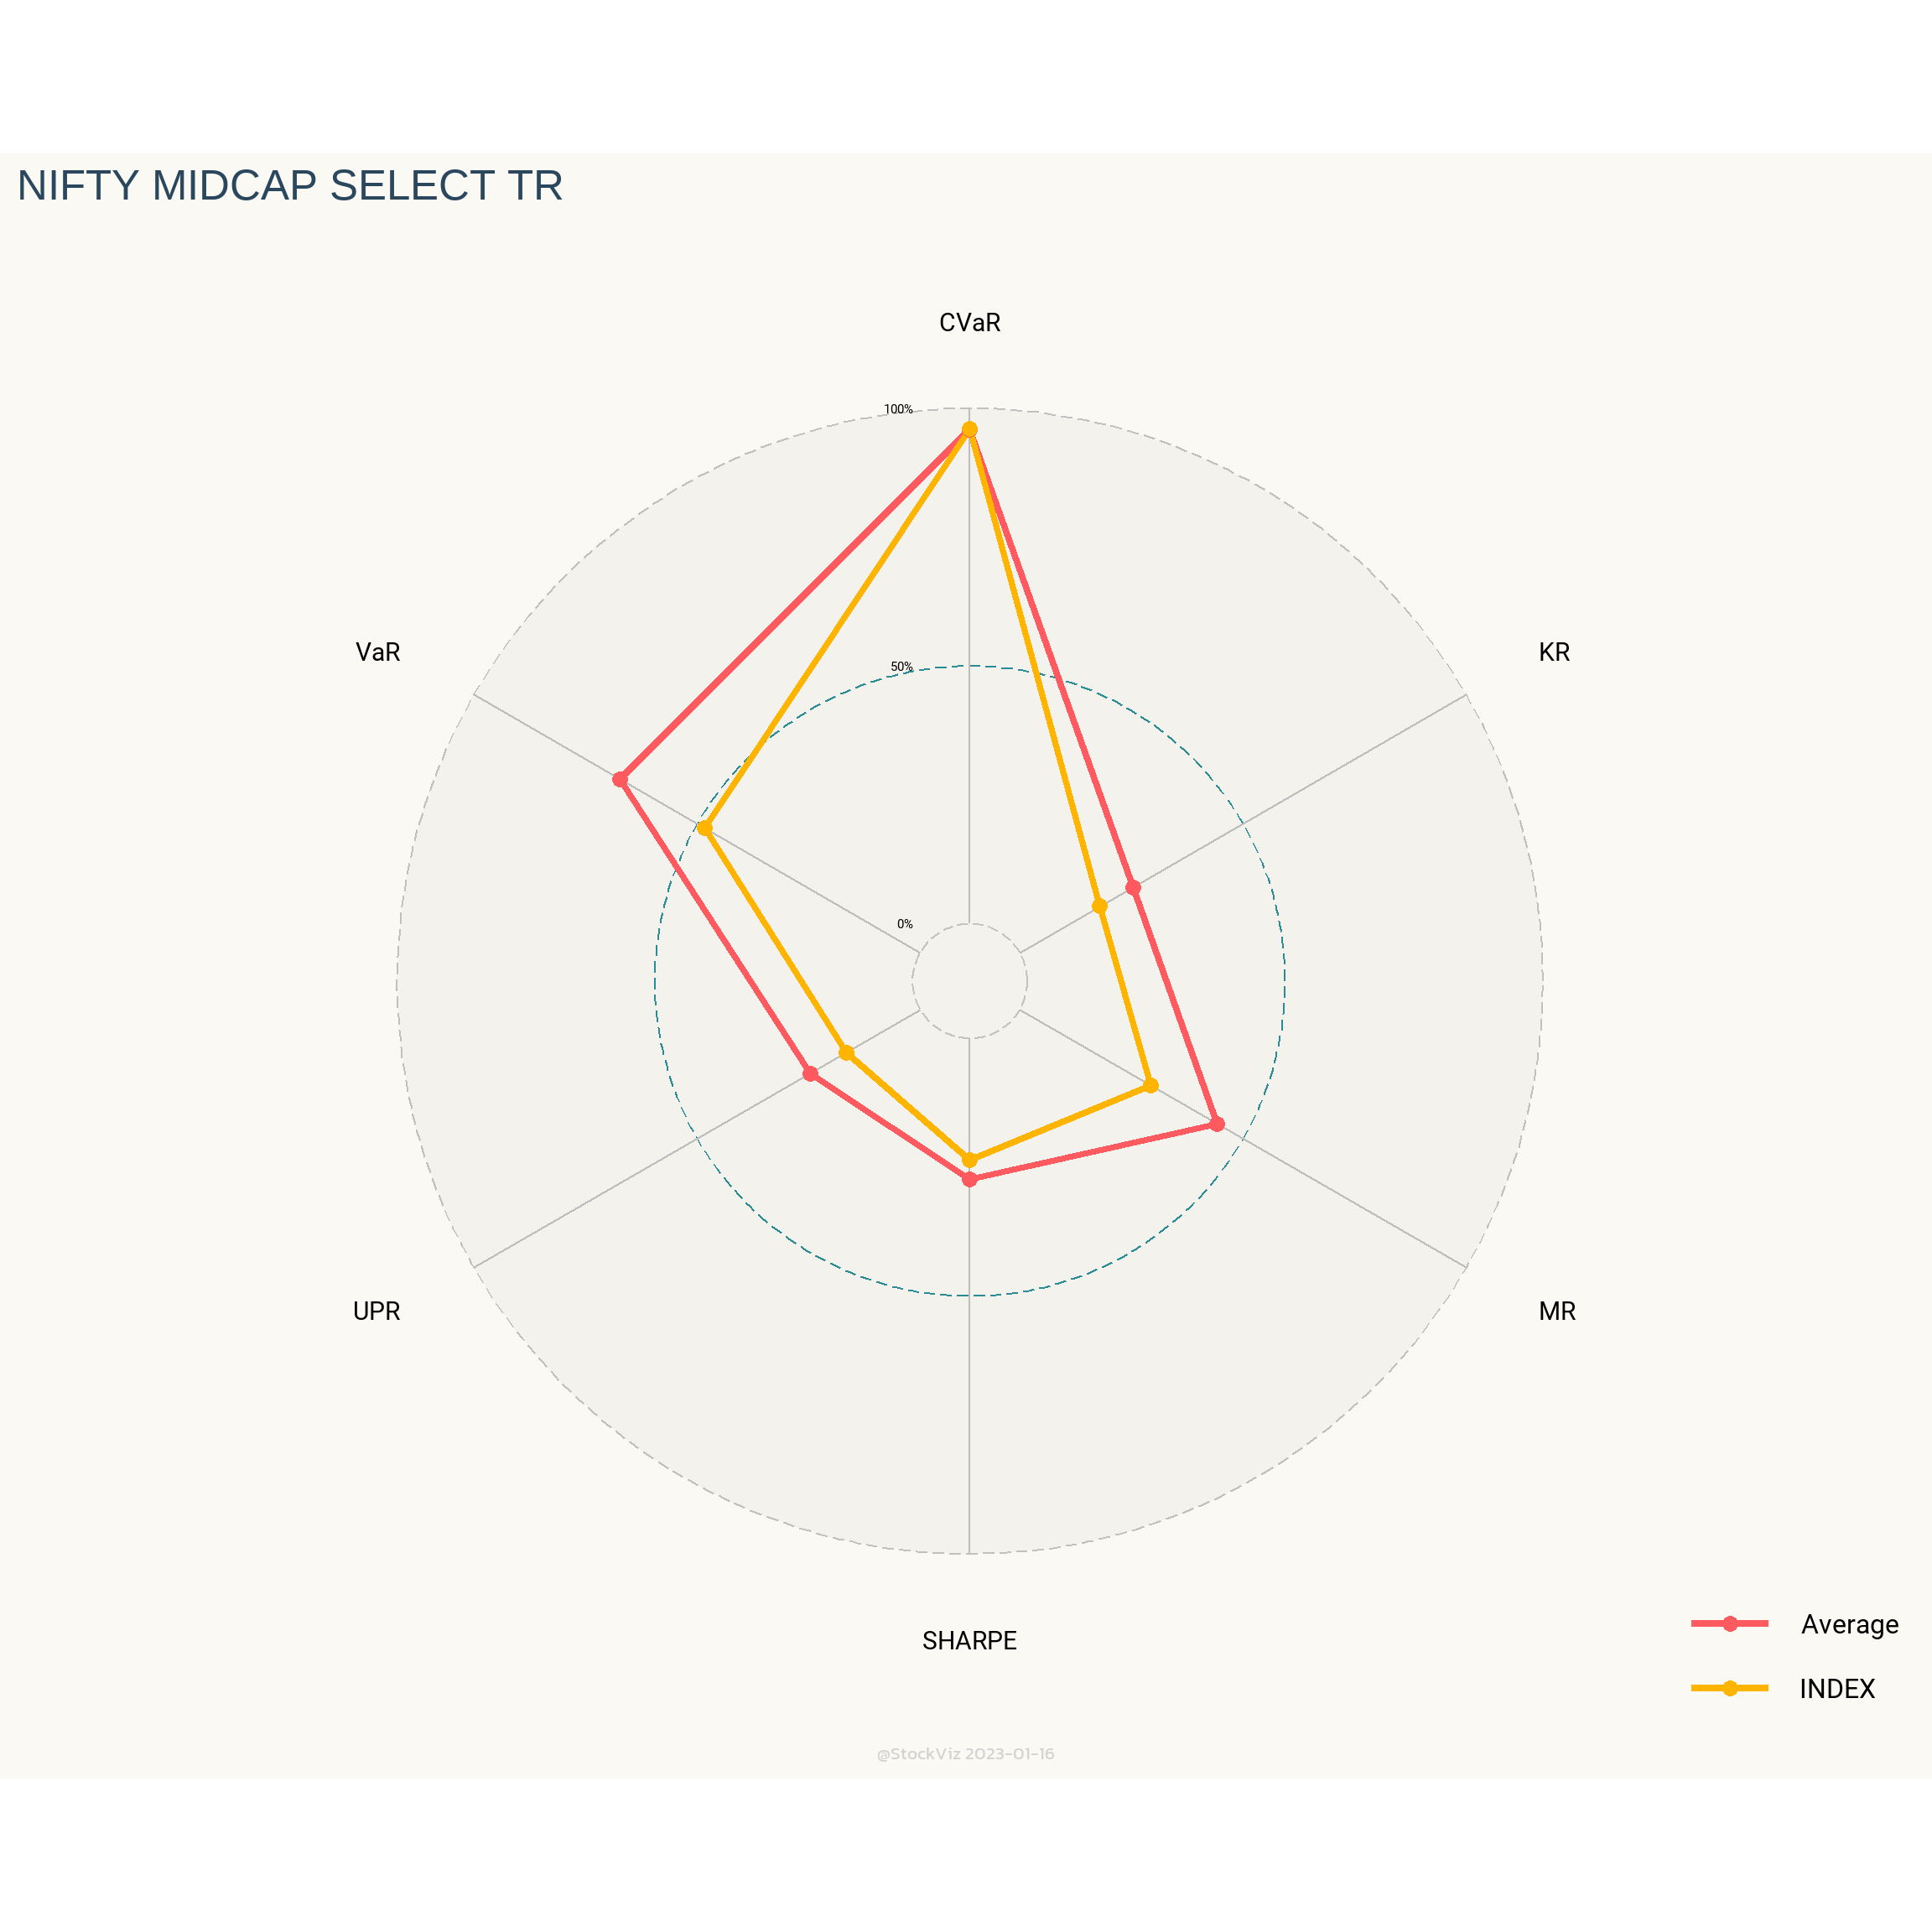 NIFTY MIDCAP SELECT TR
CVaR
100%
VaR
KR
50%
0%
UPR
MR
SHARPE
Average
INDEX
@StockViz 2023-01-16